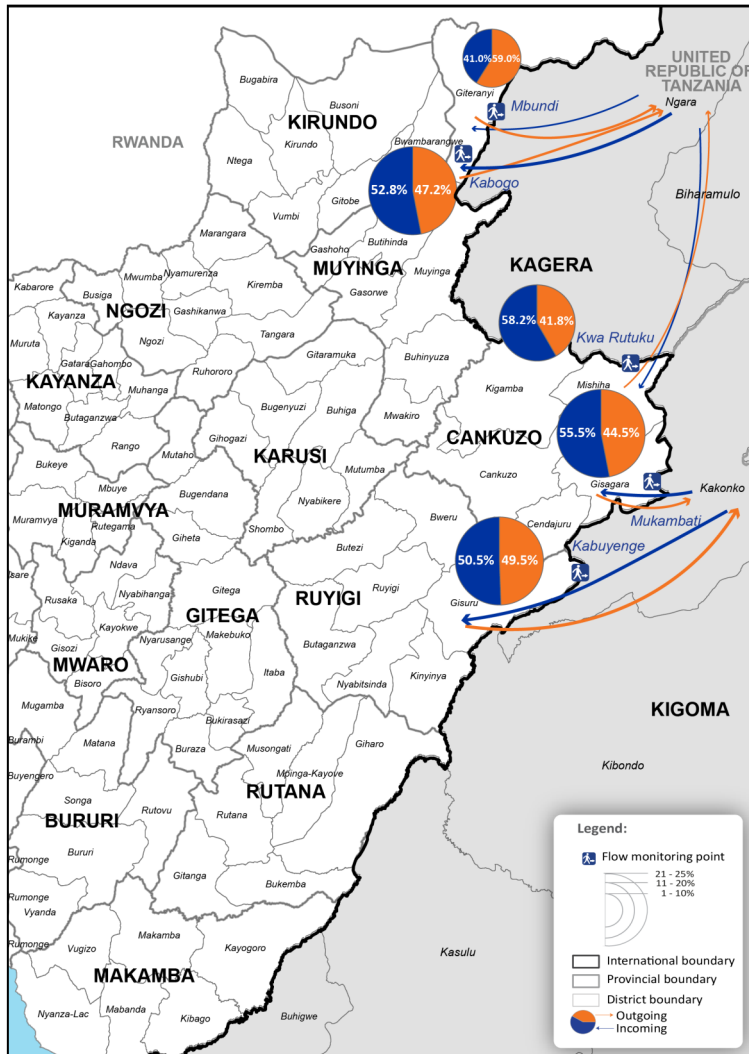 41.0% 59.0%
UNITED
REPUBLIC OF
TANZANIA
Bugabira
Giteranyi
Ngara
Busoni
Mbundi
KIRUNDO
RWANDA
Kirundo
Bwambarangwe
Ntega
52.8% 47.2%
Kabogo
Biharamulo
Vumbi
Gitobe
Marangara
Gashoho
Butihinda
MUYINGA
Muyinga
KAGERA
Mwumba
Nyamurenza
Kabarore
Busiga
Kiremba
Gasorwe
NGOZI
Gashikanwa
Kayanza
58.2% 41.8%
Kwa Rutuku
Muruta
Ngozi
Tangara
Gitaramuka
Buhinyuza
Gatara
Gahombo
Ruhororo
KAYANZA
Muhanga
Kigamba
Mishiha
Bugenyuzi
Buhiga
Mwakiro
Matongo
Butaganzwa
55.5% 44.5%
Gihogazi
CANKUZO
Rango
Mutaho
KARUSI
Bukeye
Mutumba
Cankuzo
Gisagara
Kakonko
Mbuye
Bugendana
Nyabikere
MURAMVYA
Mukambati
Muramvya
Rutegama
Shombo
Bweru
Cendajuru
Kiganda
Giheta
Kabuyenge
Butezi
50.5% 49.5%
Ndava
Gitega
Ruyigi
Rusaka
Nyabihanga
RUYIGI
Gisuru
GITEGA
Kayokwe
Makebuko
Mukike
Nyarusange
Butaganzwa
Gisozi
MWARO
Itaba
Kinyinya
Bisoro
Gishubi
Nyabitsinda
Mugamba
Ryansoro
KIGOMA
Bukirasazi
Burambi
Matana
Buraza
Musongati
Giharo
Kibondo
Buyengero
Mpinga-Kayove
RUTANA
Songa
Rutovu
Rutana
BURURI
Bururi
Rumonge
Gitanga
Bukemba
Rumonge
Vyanda
Makamba
Rumonge
Vugizo
Kayogoro
Kasulu
MAKAMBA
Nyanza-Lac
Mabanda
Kibago
Buhigwe
Legend:
Flow monitoring point
21 - 25%
11 - 20%
1 - 10%
International boundary
Provincial boundary
District boundary
Outgoing
Incoming